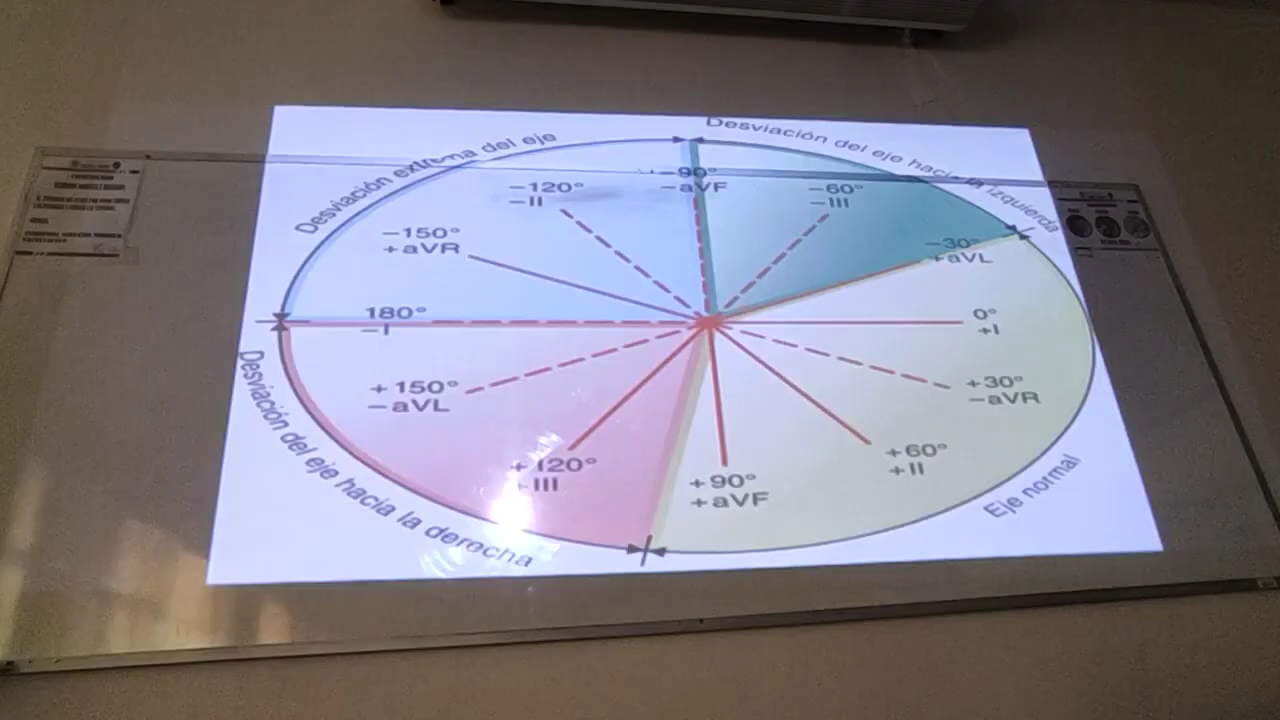 Desviación extrema del eje
Desviación del eje hacia la izquierda
−120°
−II
−90°
−aVF
−60°
−III
−150°
+aVR
−30°
+aVL
180°
−I
0°
+I
+150°
−aVL
+30°
−aVR
+120°
+III
+90°
+aVF
+60°
+II
Desviación del eje hacia la derecha
Eje normal